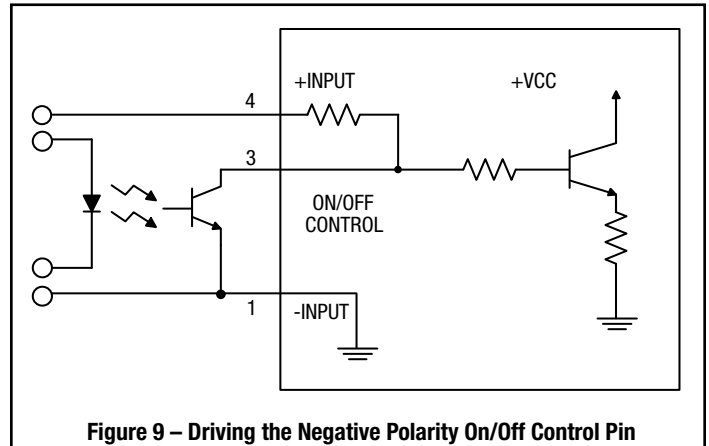 +INPUT
+VCC
4
3
ON/OFF
CONTROL
1
-INPUT
Figure 9 – Driving the Negative Polarity On/Off Control Pin